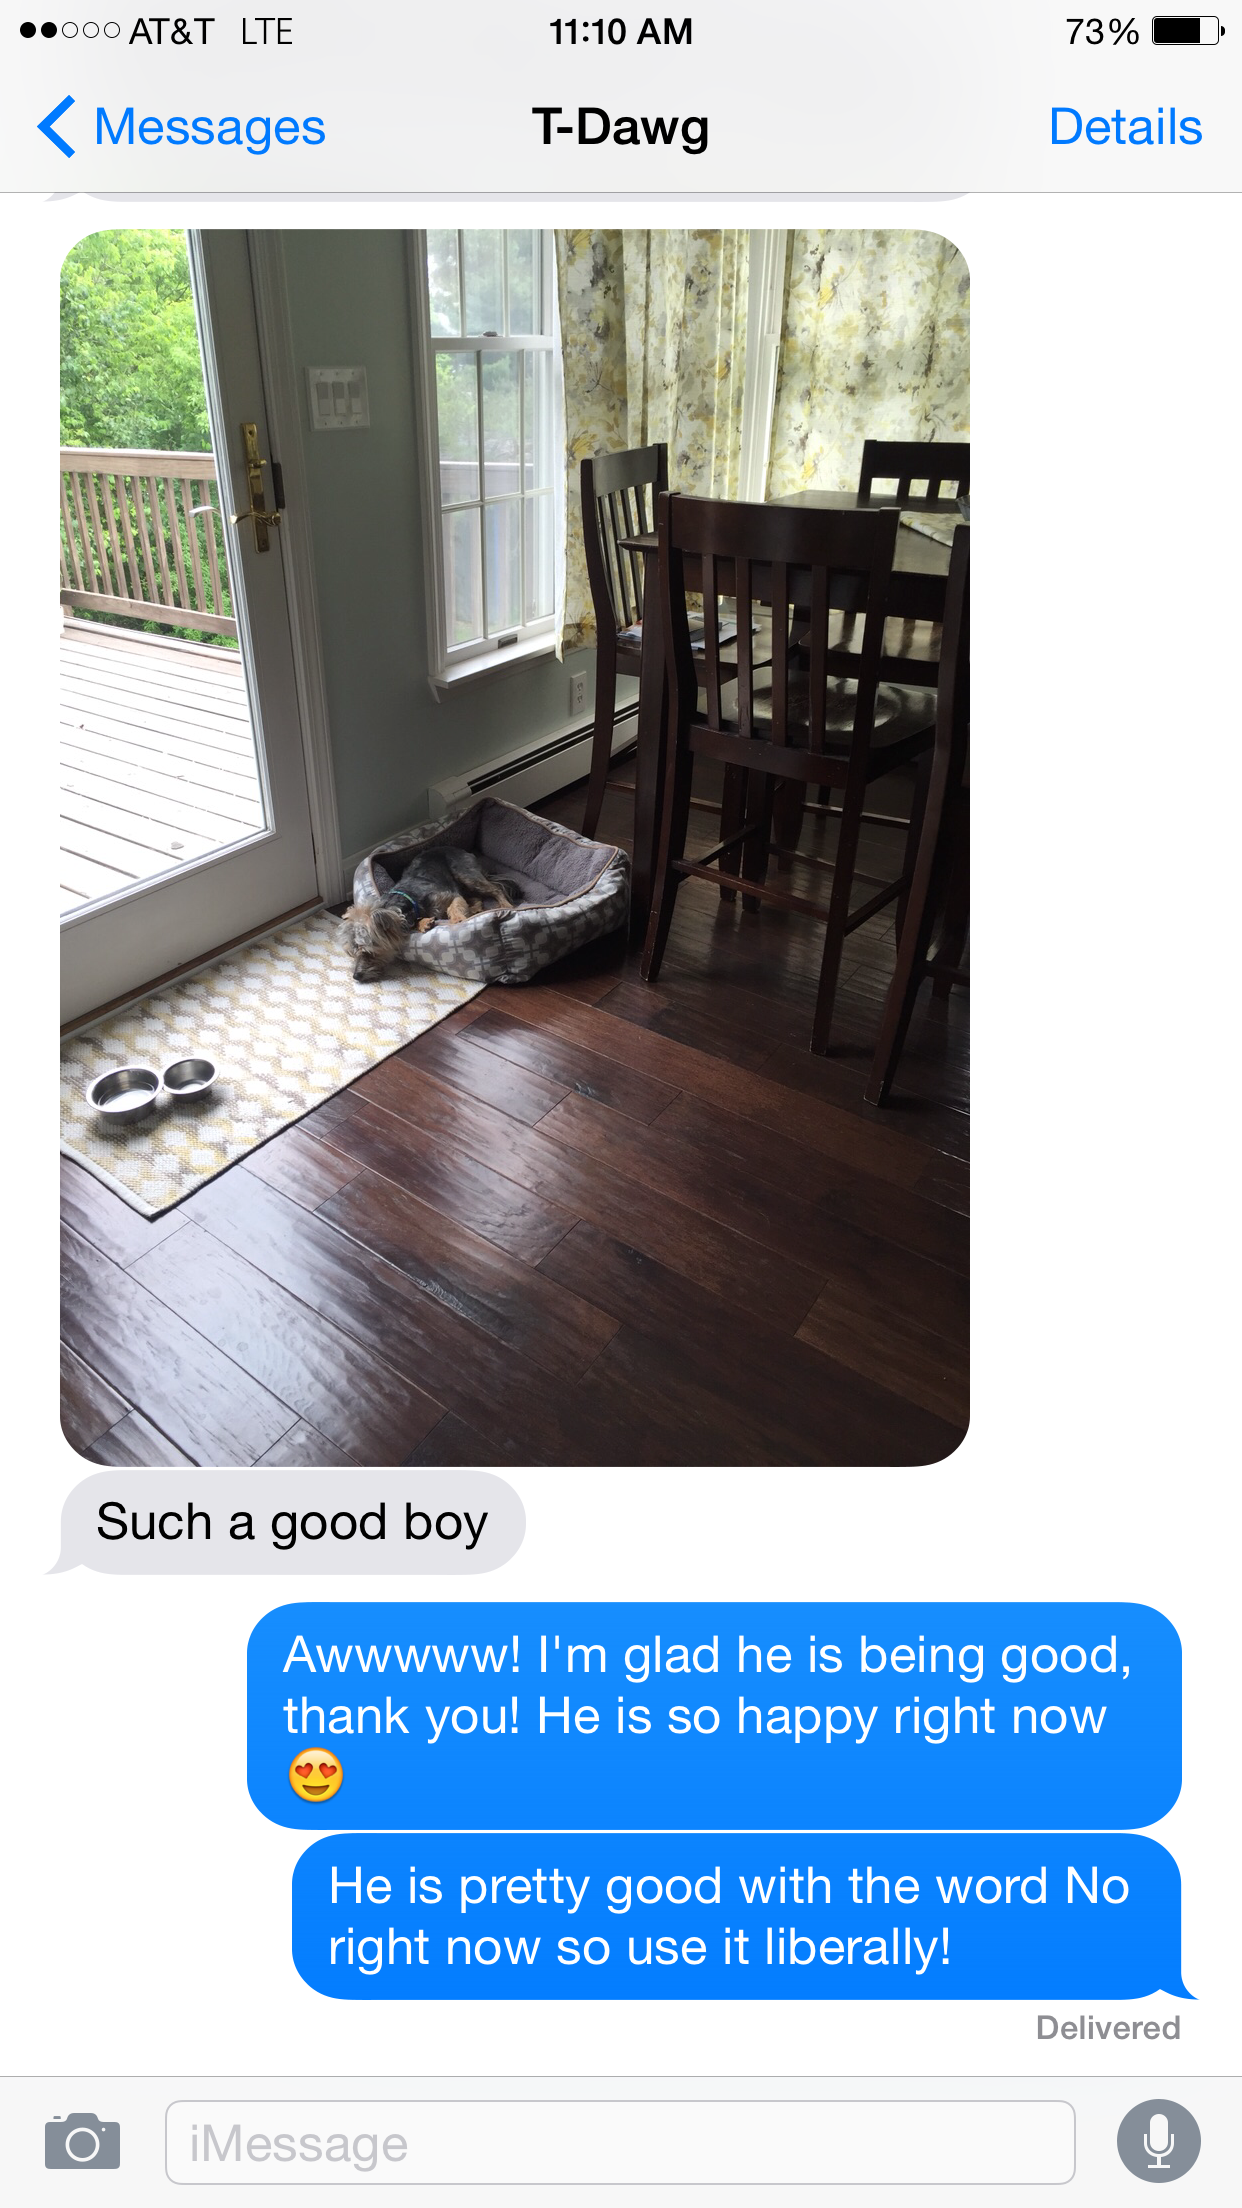 AT&T LTE 11:10 AM 73%
Messages T-Dawg Details
Such a good boy
Awwwww! I'm glad he is being good,
thank you! He is so happy right now
😍
He is pretty good with the word No
right now so use it liberally!
Delivered
iMessage